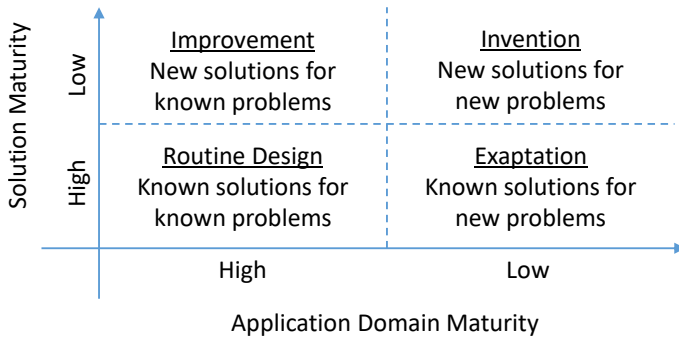 Solution Maturity
Low
High
Improvement
New solutions for
known problems
Invention
New solutions for
new problems
Routine Design
Known solutions for
known problems
Exaptation
Known solutions for
new problems
High
Low
Application Domain Maturity